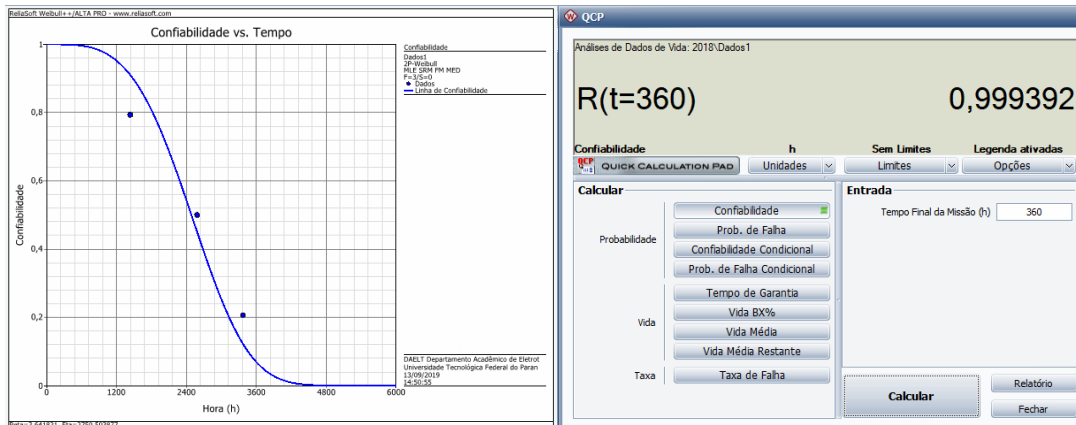 ReliaSoft Weibull++/ALTA PRO - www.reliasoft.com
Confiabilidade vs. Tempo
Confiabilidade
Dados1
2P-Weibull
MLE SRM FM MED
F=3/S=0
Dados
Linha de Confiabilidade
1
0,8
0,6
0,4
0,2
0
Confiabilidade
0
1200
2400
3600
4800
6000
Hora (h)
DAELT Departamento Acadêmico de Eletrot
Universidade Tecnológica Federal do Paran
13/09/2019
14:50:55
QCP
Análises de Dados de Vida: 2018\Dados1
R(t=360) 0,999392
Confiabilidade h Sem Limites Legenda ativadas
QCP QUICK CALCULATION PAD Unidades Limites Opções
Calcular
Probabilidade
Confiabilidade
Prob. de Falha
Confiabilidade Condicional
Prob. de Falha Condicional
Vida
Tempo de Garantia
Vida BX%
Vida Média
Vida Média Restante
Taxa
Taxa de Falha
Entrada
Tempo Final da Missão (h) 360
Calcular
Relatório
Fechar